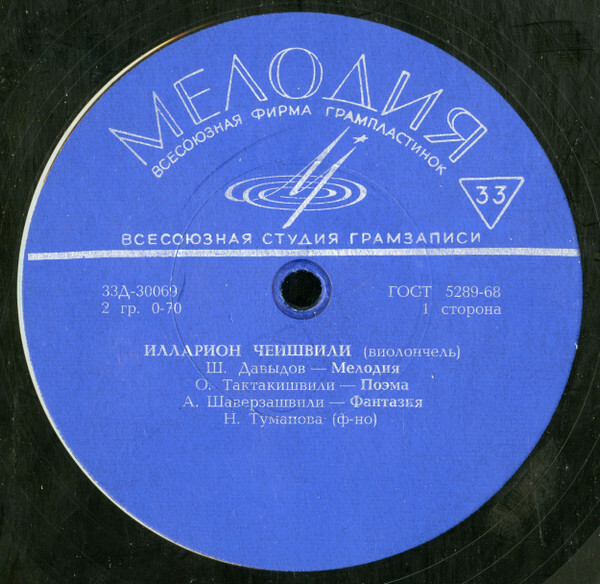 МЕЛОДИЯ
ВСЕСОЮЗНАЯ ФИРМА ГРАМПЛАСТИНОК
33
ВСЕСОЮЗНАЯ СТУДИЯ ГРАМЗАПИСИ
33Д-30069 ГОСТ 5289-68
2 гр. 0-70 1 сторона
ИЛЛАРИОН ЧЕИШВИЛИ (виолончель)
Ш. Давыдов — Мелодия
О. Тактакишвили — Поэма
А. Шаверзашвили — Фантазия
Н. Туманова (ф-но)